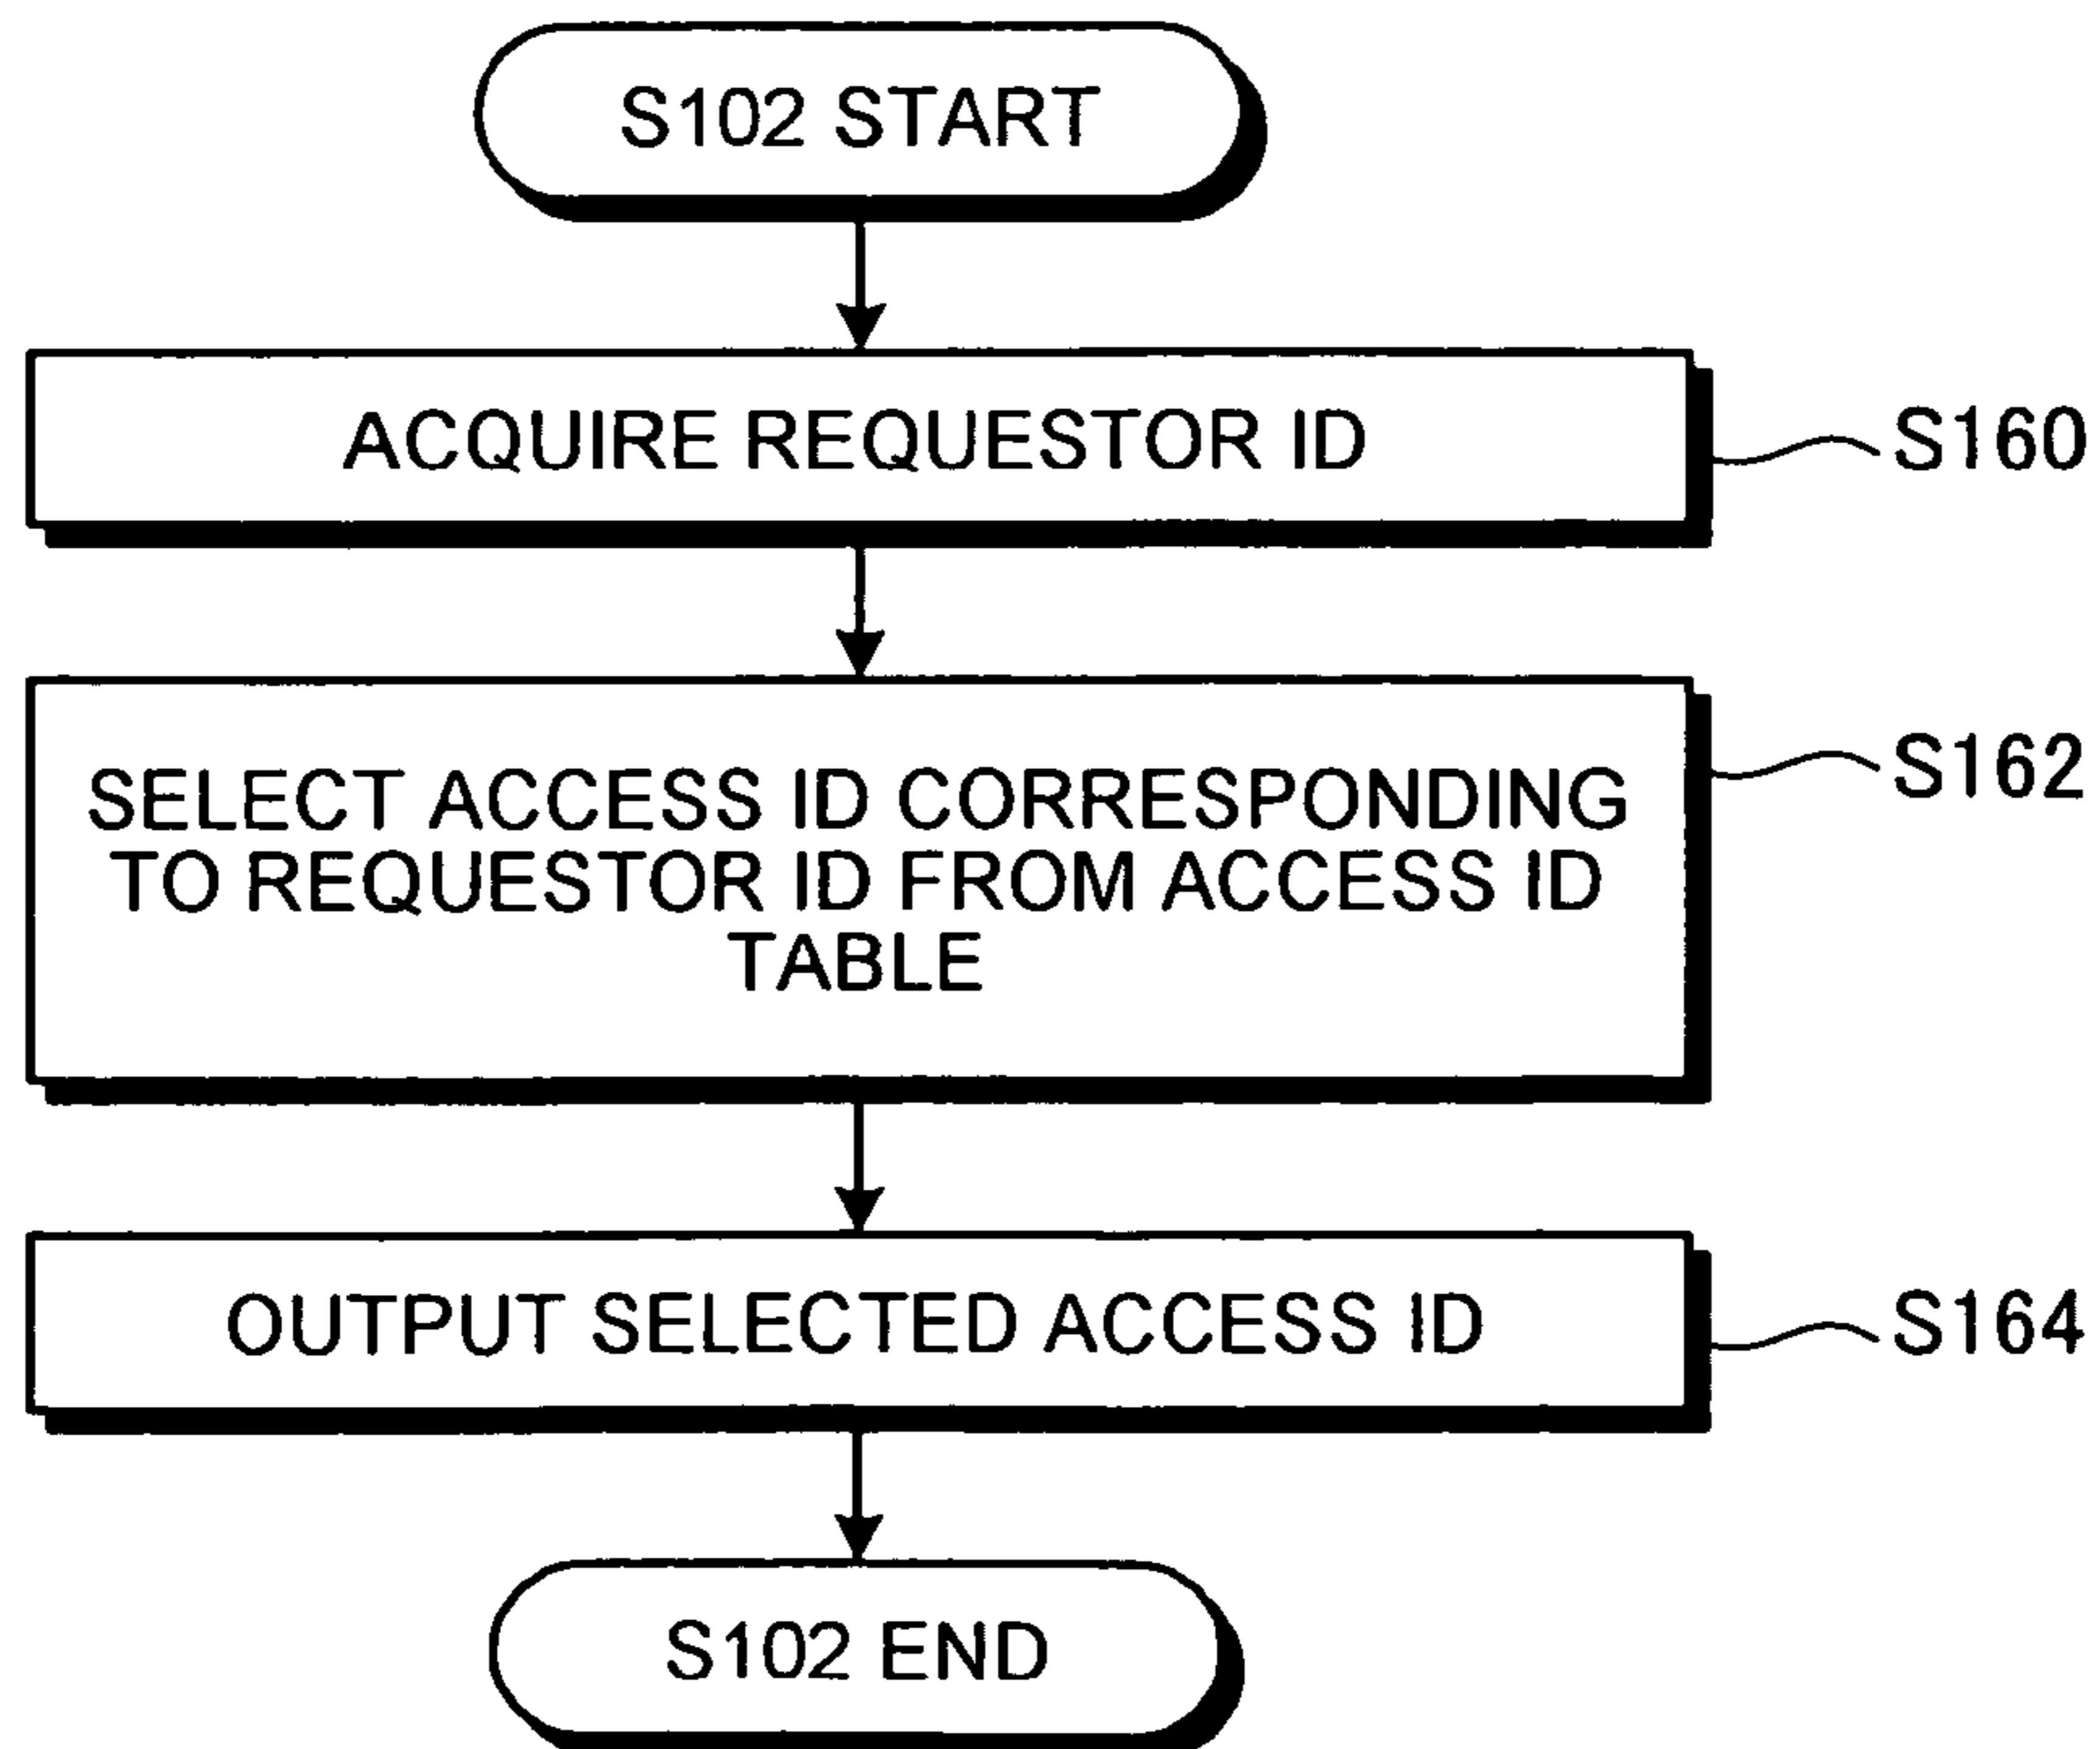 S102 START
ACQUIRE REQUESTOR ID
S160
SELECT ACCESS ID CORRESPONDING
TO REQUESTOR ID FROM ACCESS ID
TABLE
S162
OUTPUT SELECTED ACCESS ID
S164
S102 END